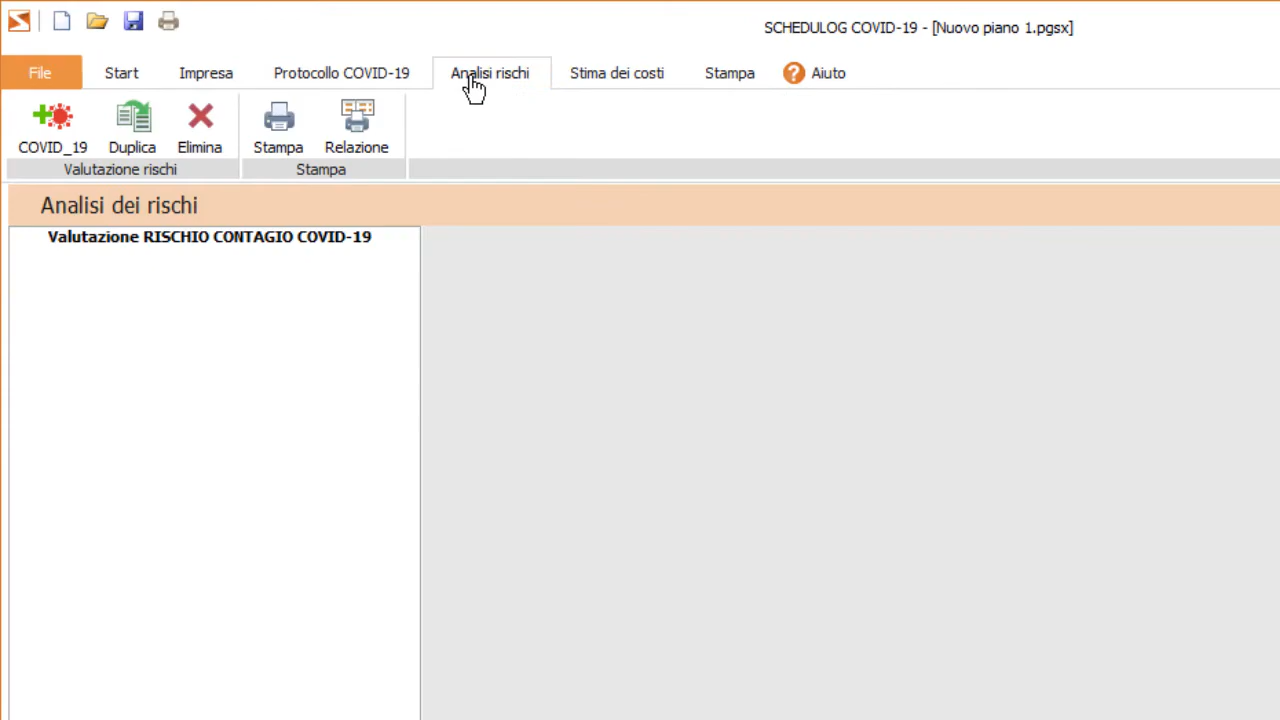 SCHEDULOG COVID-19 - [Nuovo piano 1.pgsx]
File Start Impresa Protocollo COVID-19 Analisi rischi Stima dei costi Stampa ? Aiuto
COVID_19 Duplica Elimina Stampa Relazione
Valutazione rischi Stampa
Analisi dei rischi
Valutazione RISCHIO CONTAGIO COVID-19